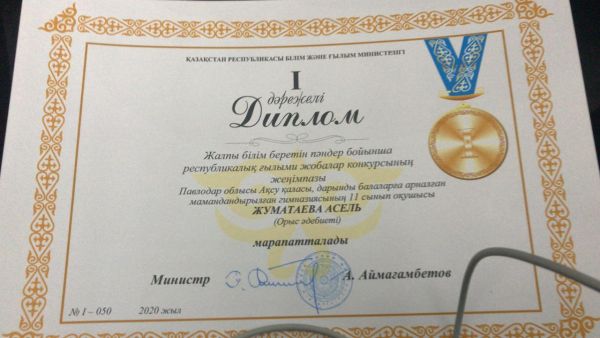 ҚАЗАҚСТАН РЕСПУБЛИКАСЫ БІЛІМ ЖӘНЕ ҒЫЛЫМ МИНИСТРЛІГІ
I
дәрежелі
Диплом
Жалпы білім беретін пәндер бойынша
республикалық ғылыми жобалар конкурсының
жеңімпазы
Павлодар облысы Ақсу қаласы, дарынды балаларға арналған
мамандандырылған гимназиясының 11 сынып оқушысы
ЖУМАТАЕВА АСЕЛЬ
(Орыс әдебиеті)
марапатталады
Министр А. Аймағамбетов
№ I – 050 2020 жыл